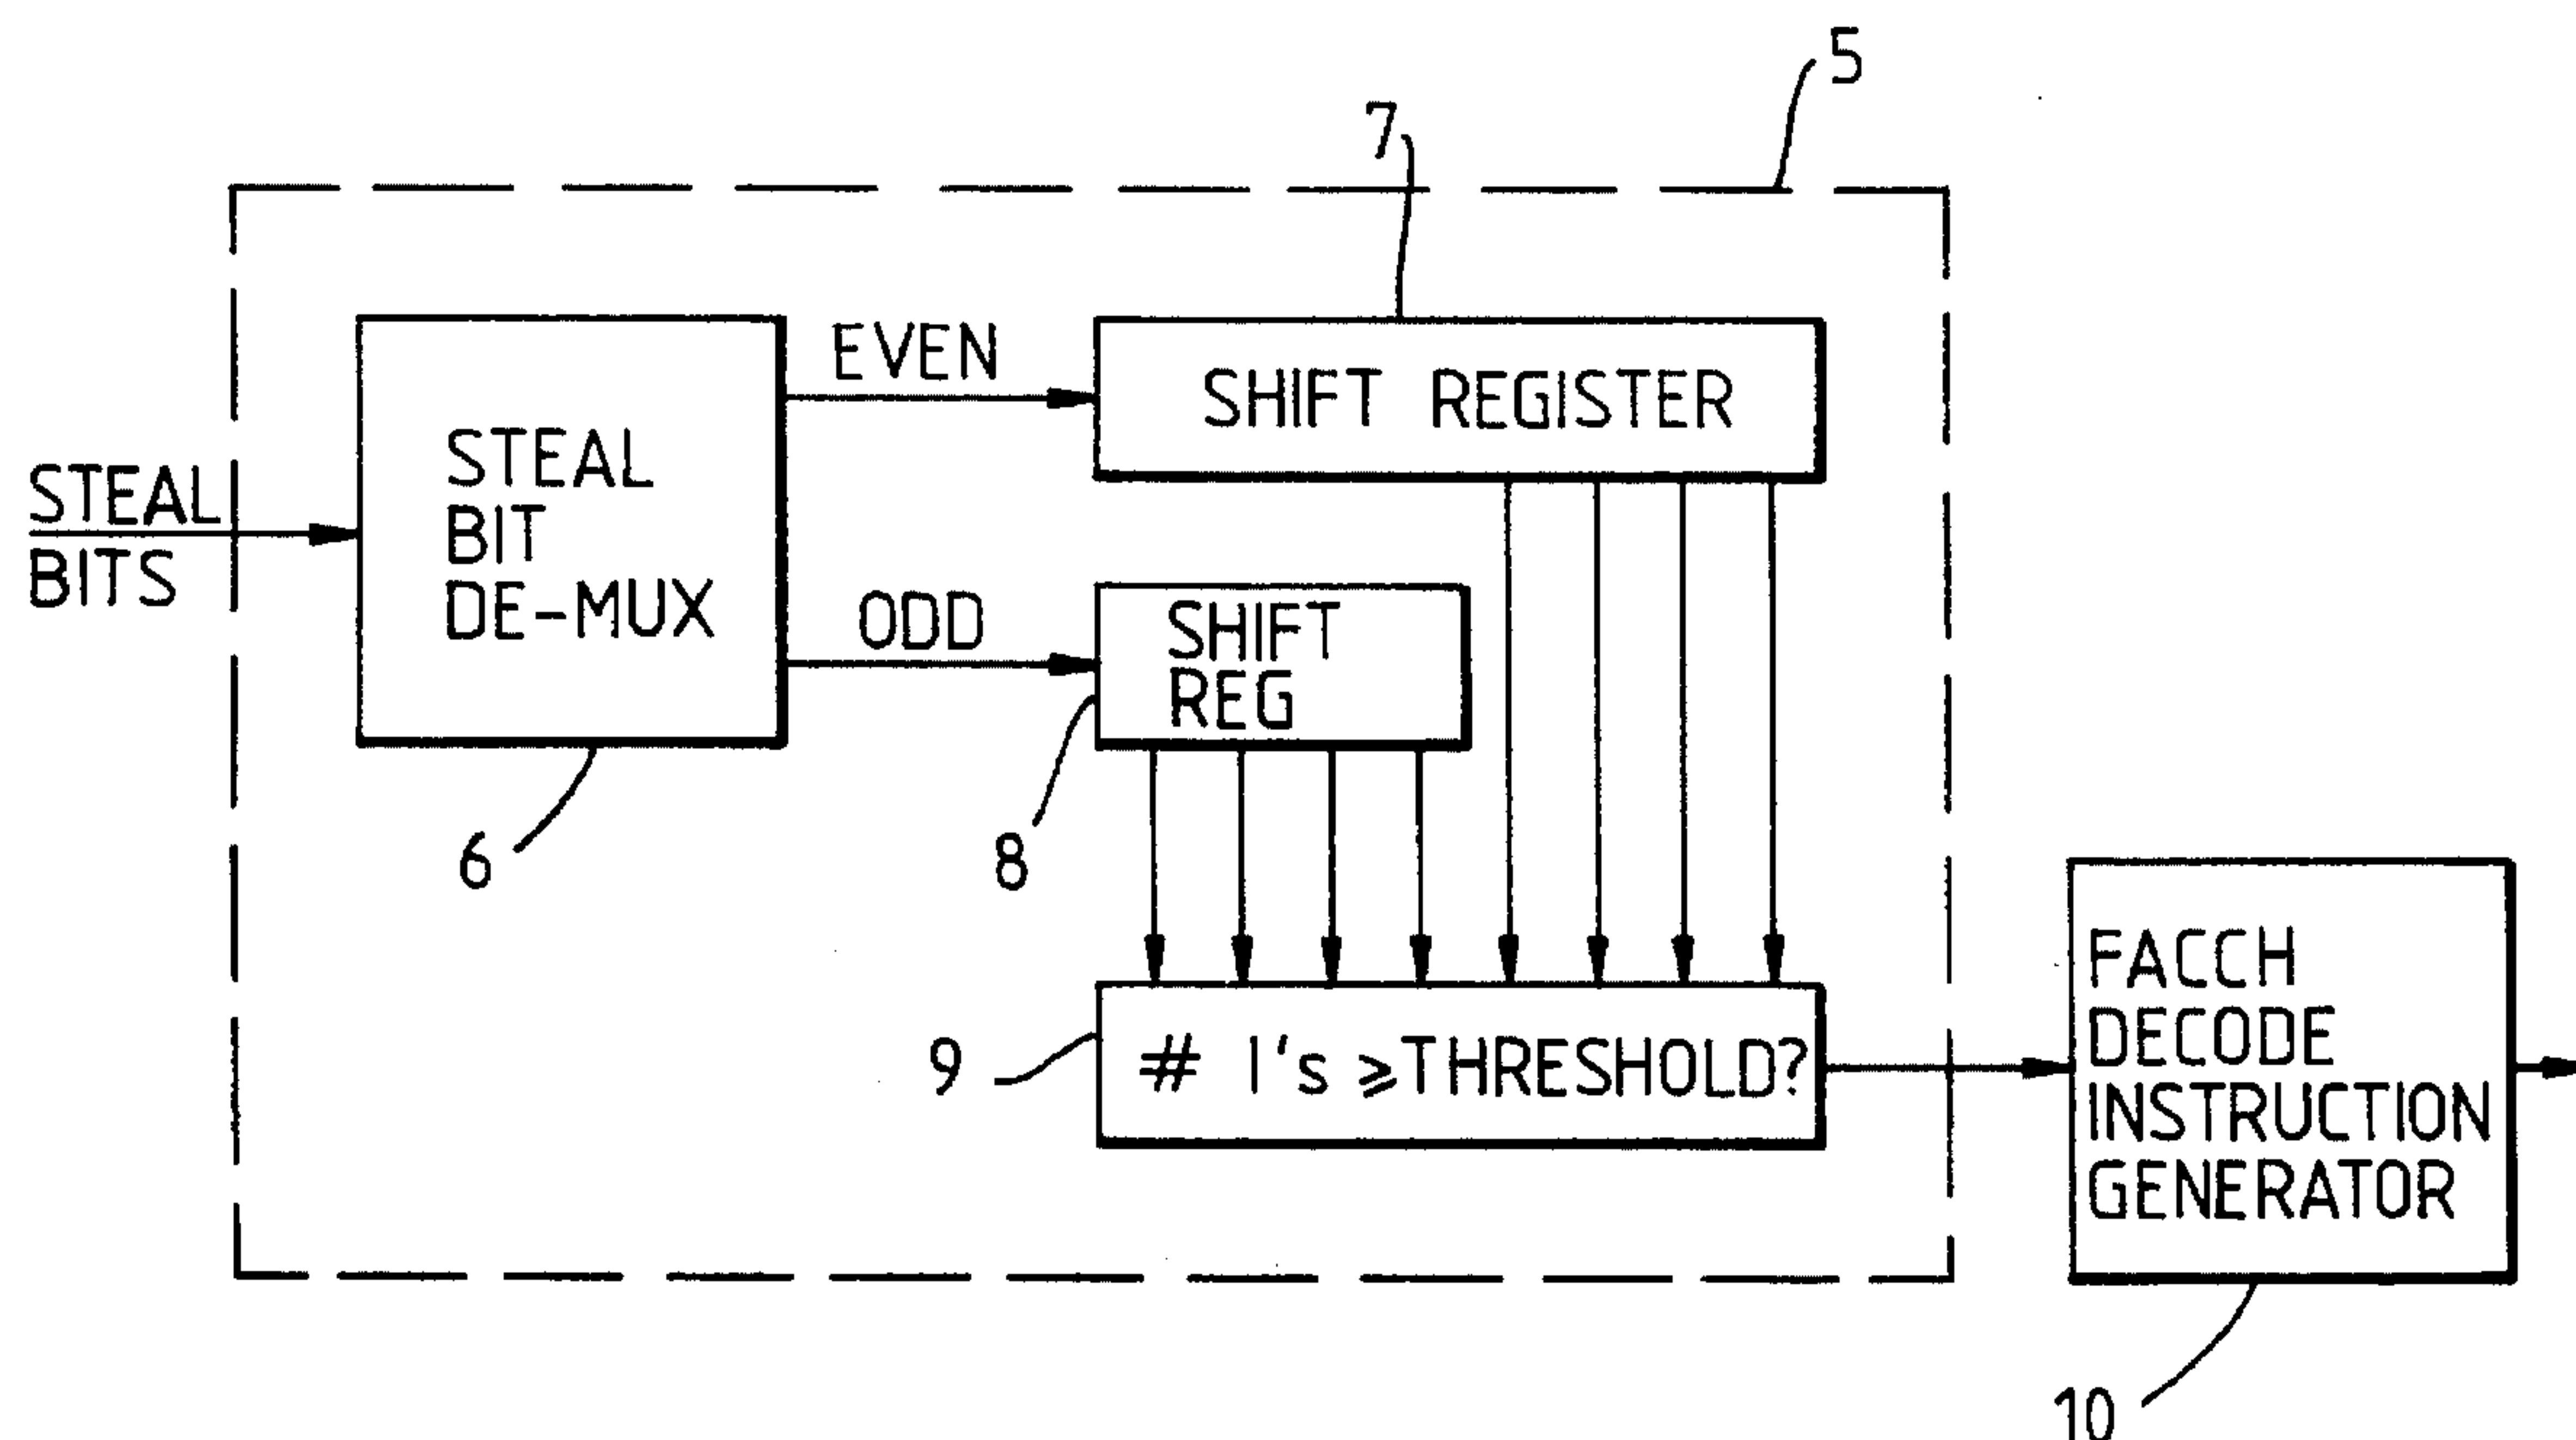 5
7
EVEN
SHIFT REGISTER
STEAL
BITS
STEAL
BIT
DE-MUX
ODD
SHIFT
REG
6
8
9
# 1's ⩾THRESHOLD?
FACCH
DECODE
INSTRUCTION
GENERATOR
10